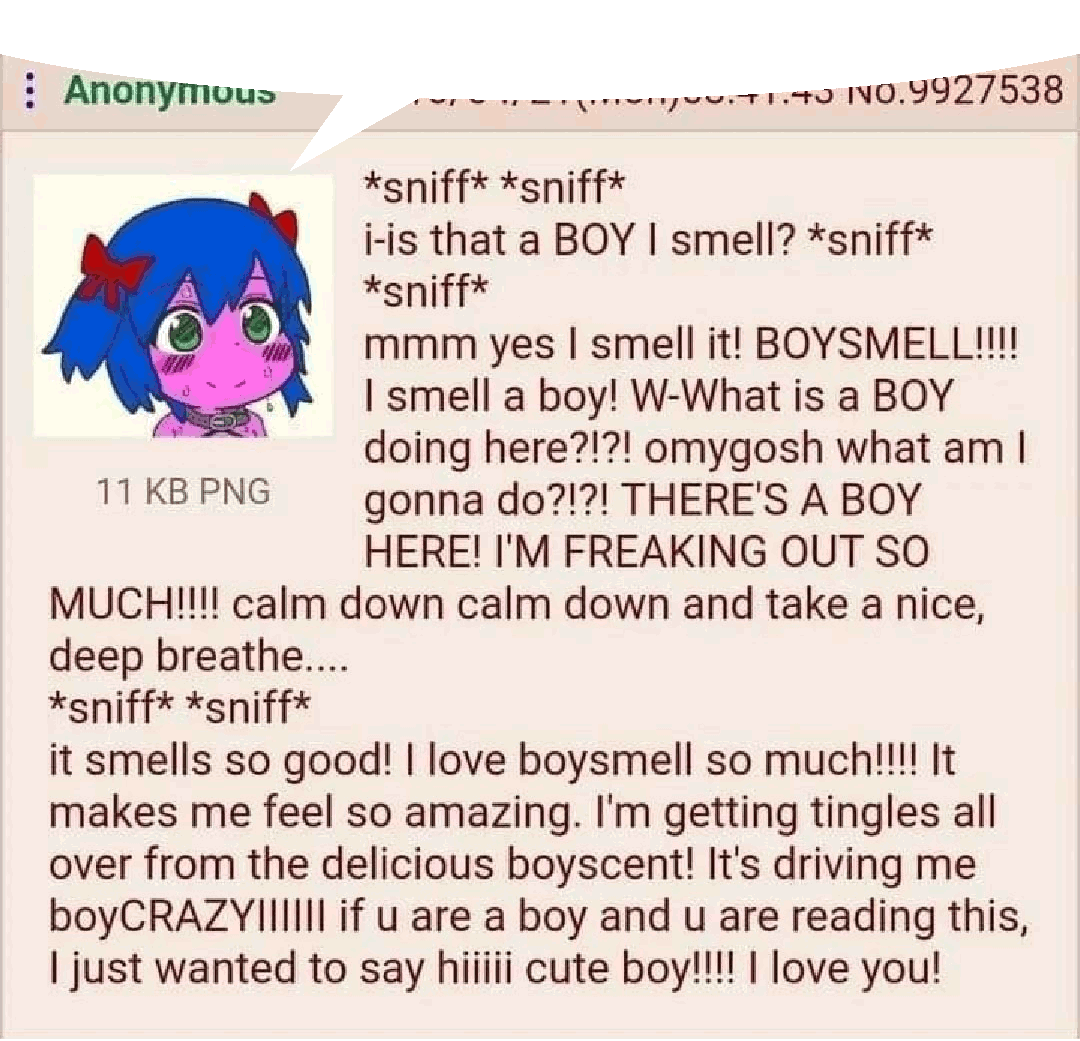 Anonymous No.9927538
*sniff* *sniff*
i-is that a BOY I smell? *sniff*
*sniff*
mmm yes I smell it! BOYSMELL!!!!
I smell a boy! W-What is a BOY
doing here?!?! omygosh what am I
gonna do?!?! THERE'S A BOY
HERE! I'M FREAKING OUT SO
11 KB PNG
MUCH!!!! calm down calm down and take a nice,
deep breathe....
*sniff* *sniff*
it smells so good! I love boysmell so much!!!! It
makes me feel so amazing. I'm getting tingles all
over from the delicious boyscent! It's driving me
boyCRAZYIIIIII if u are a boy and u are reading this,
I just wanted to say hiiiii cute boy!!!! I love you!